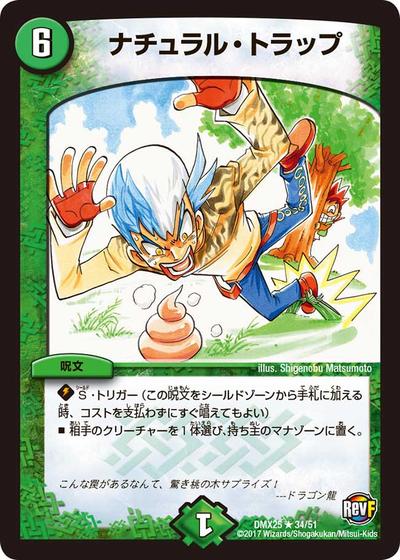 6
ナチュラル・トラップ
illus. Shigenobu Matsumoto
呪文
S・トリガー (この呪文をシールドゾーンから手札に加える
時、コストを支払わずにすぐ唱えてもよい)
■ 相手のクリーチャーを1体選び、持ち主のマナゾーンに置く。
こんな罠があるなんて、驚き桃の木サプライズ!
---ドラゴン龍
1
DMX25 ★ 34/51
©2017 Wizards/Shogakukan/Mitsui-Kids
RevF